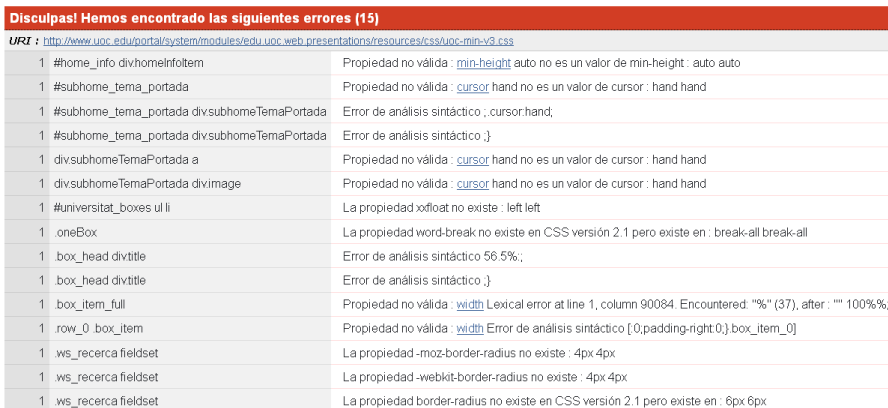 Disculpas! Hemos encontrado las siguientes errores (15)
URI : http://www.uoc.edu/portal/system/modules/edu.uoc.web.presentations/resources/css/uoc-min-v3.css
1 #home_info div.homeInfoItem Propiedad no válida : min-height auto no es un valor de min-height : auto auto
1 #subhome_tema_portada Propiedad no válida : cursor hand no es un valor de cursor : hand hand
1 #subhome_tema_portada div.subhomeTemaPortada Error de análisis sintáctico ;.cursor:hand;
1 #subhome_tema_portada div.subhomeTemaPortada Error de análisis sintáctico ;}
1 div.subhomeTemaPortada a Propiedad no válida : cursor hand no es un valor de cursor : hand hand
1 div.subhomeTemaPortada div.image Propiedad no válida : cursor hand no es un valor de cursor : hand hand
1 #universitat_boxes ul li La propiedad xxfloat no existe : left left
1 .oneBox La propiedad word-break no existe en CSS versión 2.1 pero existe en : break-all break-all
1 .box_head div.title Error de análisis sintáctico 56.5%:;
1 .box_head div.title Error de análisis sintáctico ;}
1 .box_item_full Propiedad no válida : width Lexical error at line 1, column 90084. Encountered: "%" (37), after : "" 100%%;
1 .row_0 .box_item Propiedad no válida : width Error de análisis sintáctico [:0;padding-right:0;}.box_item_0]
1 .ws_recerca fieldset La propiedad -moz-border-radius no existe : 4px 4px
1 .ws_recerca fieldset La propiedad -webkit-border-radius no existe : 4px 4px
1 .ws_recerca fieldset La propiedad border-radius no existe en CSS versión 2.1 pero existe en : 6px 6px